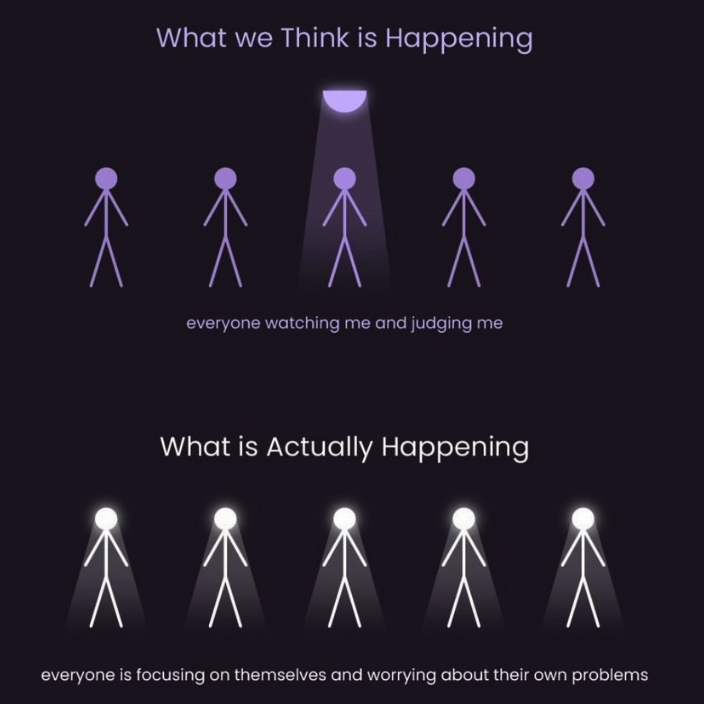 What we Think is Happening
everyone watching me and judging me
What is Actually Happening
everyone is focusing on themselves and worrying about their own problems